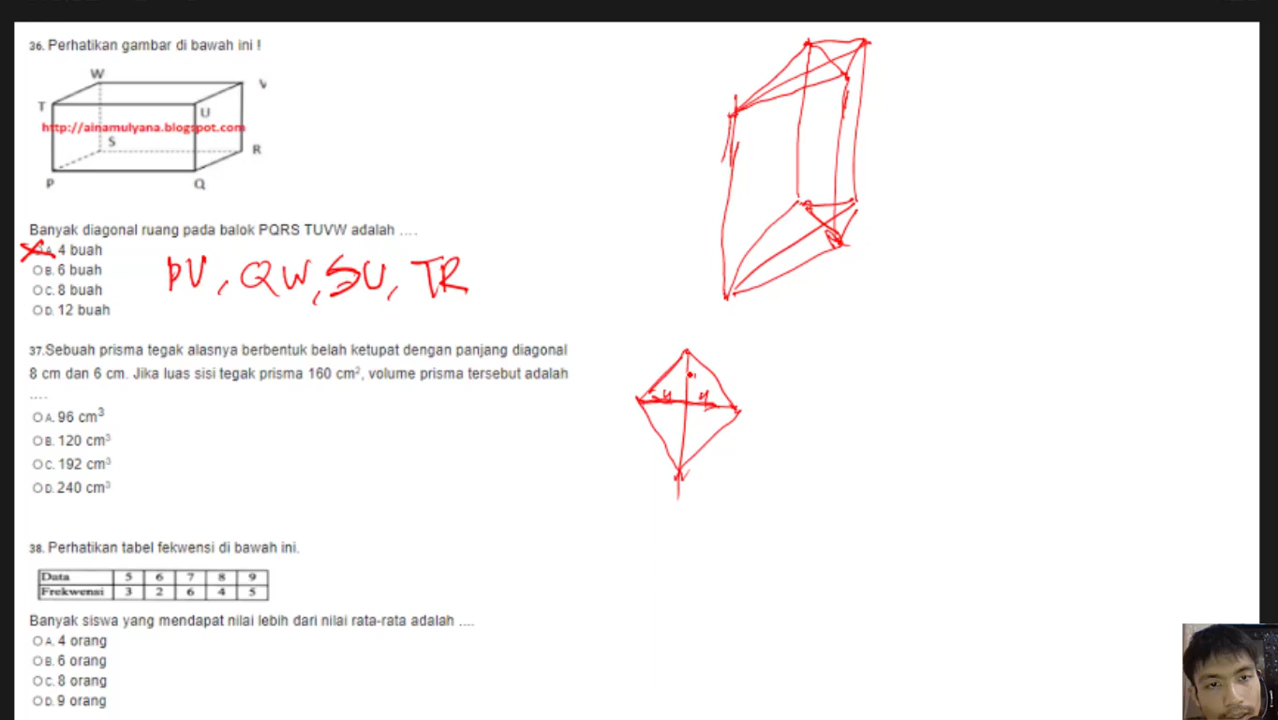 36. Perhatikan gambar di bawah ini !
W
V
T
U
http://ainamulyana.blogspot.com
S
R
P
Q
Banyak diagonal ruang pada balok PQRS TUVW adalah ....
A. 4 buah
B. 6 buah
C. 8 buah
D. 12 buah
PV, QW, SU, TR
37.Sebuah prisma tegak alasnya berbentuk belah ketupat dengan panjang diagonal
8 cm dan 6 cm. Jika luas sisi tegak prisma 160 cm², volume prisma tersebut adalah
....
A. 96 cm³
B. 120 cm³
C. 192 cm³
D. 240 cm³
4 4
38. Perhatikan tabel fekwensi di bawah ini.
Data 5 6 7 8 9
Frekwensi 3 2 6 4 5
Banyak siswa yang mendapat nilai lebih dari nilai rata-rata adalah ....
A. 4 orang
B. 6 orang
C. 8 orang
D. 9 orang